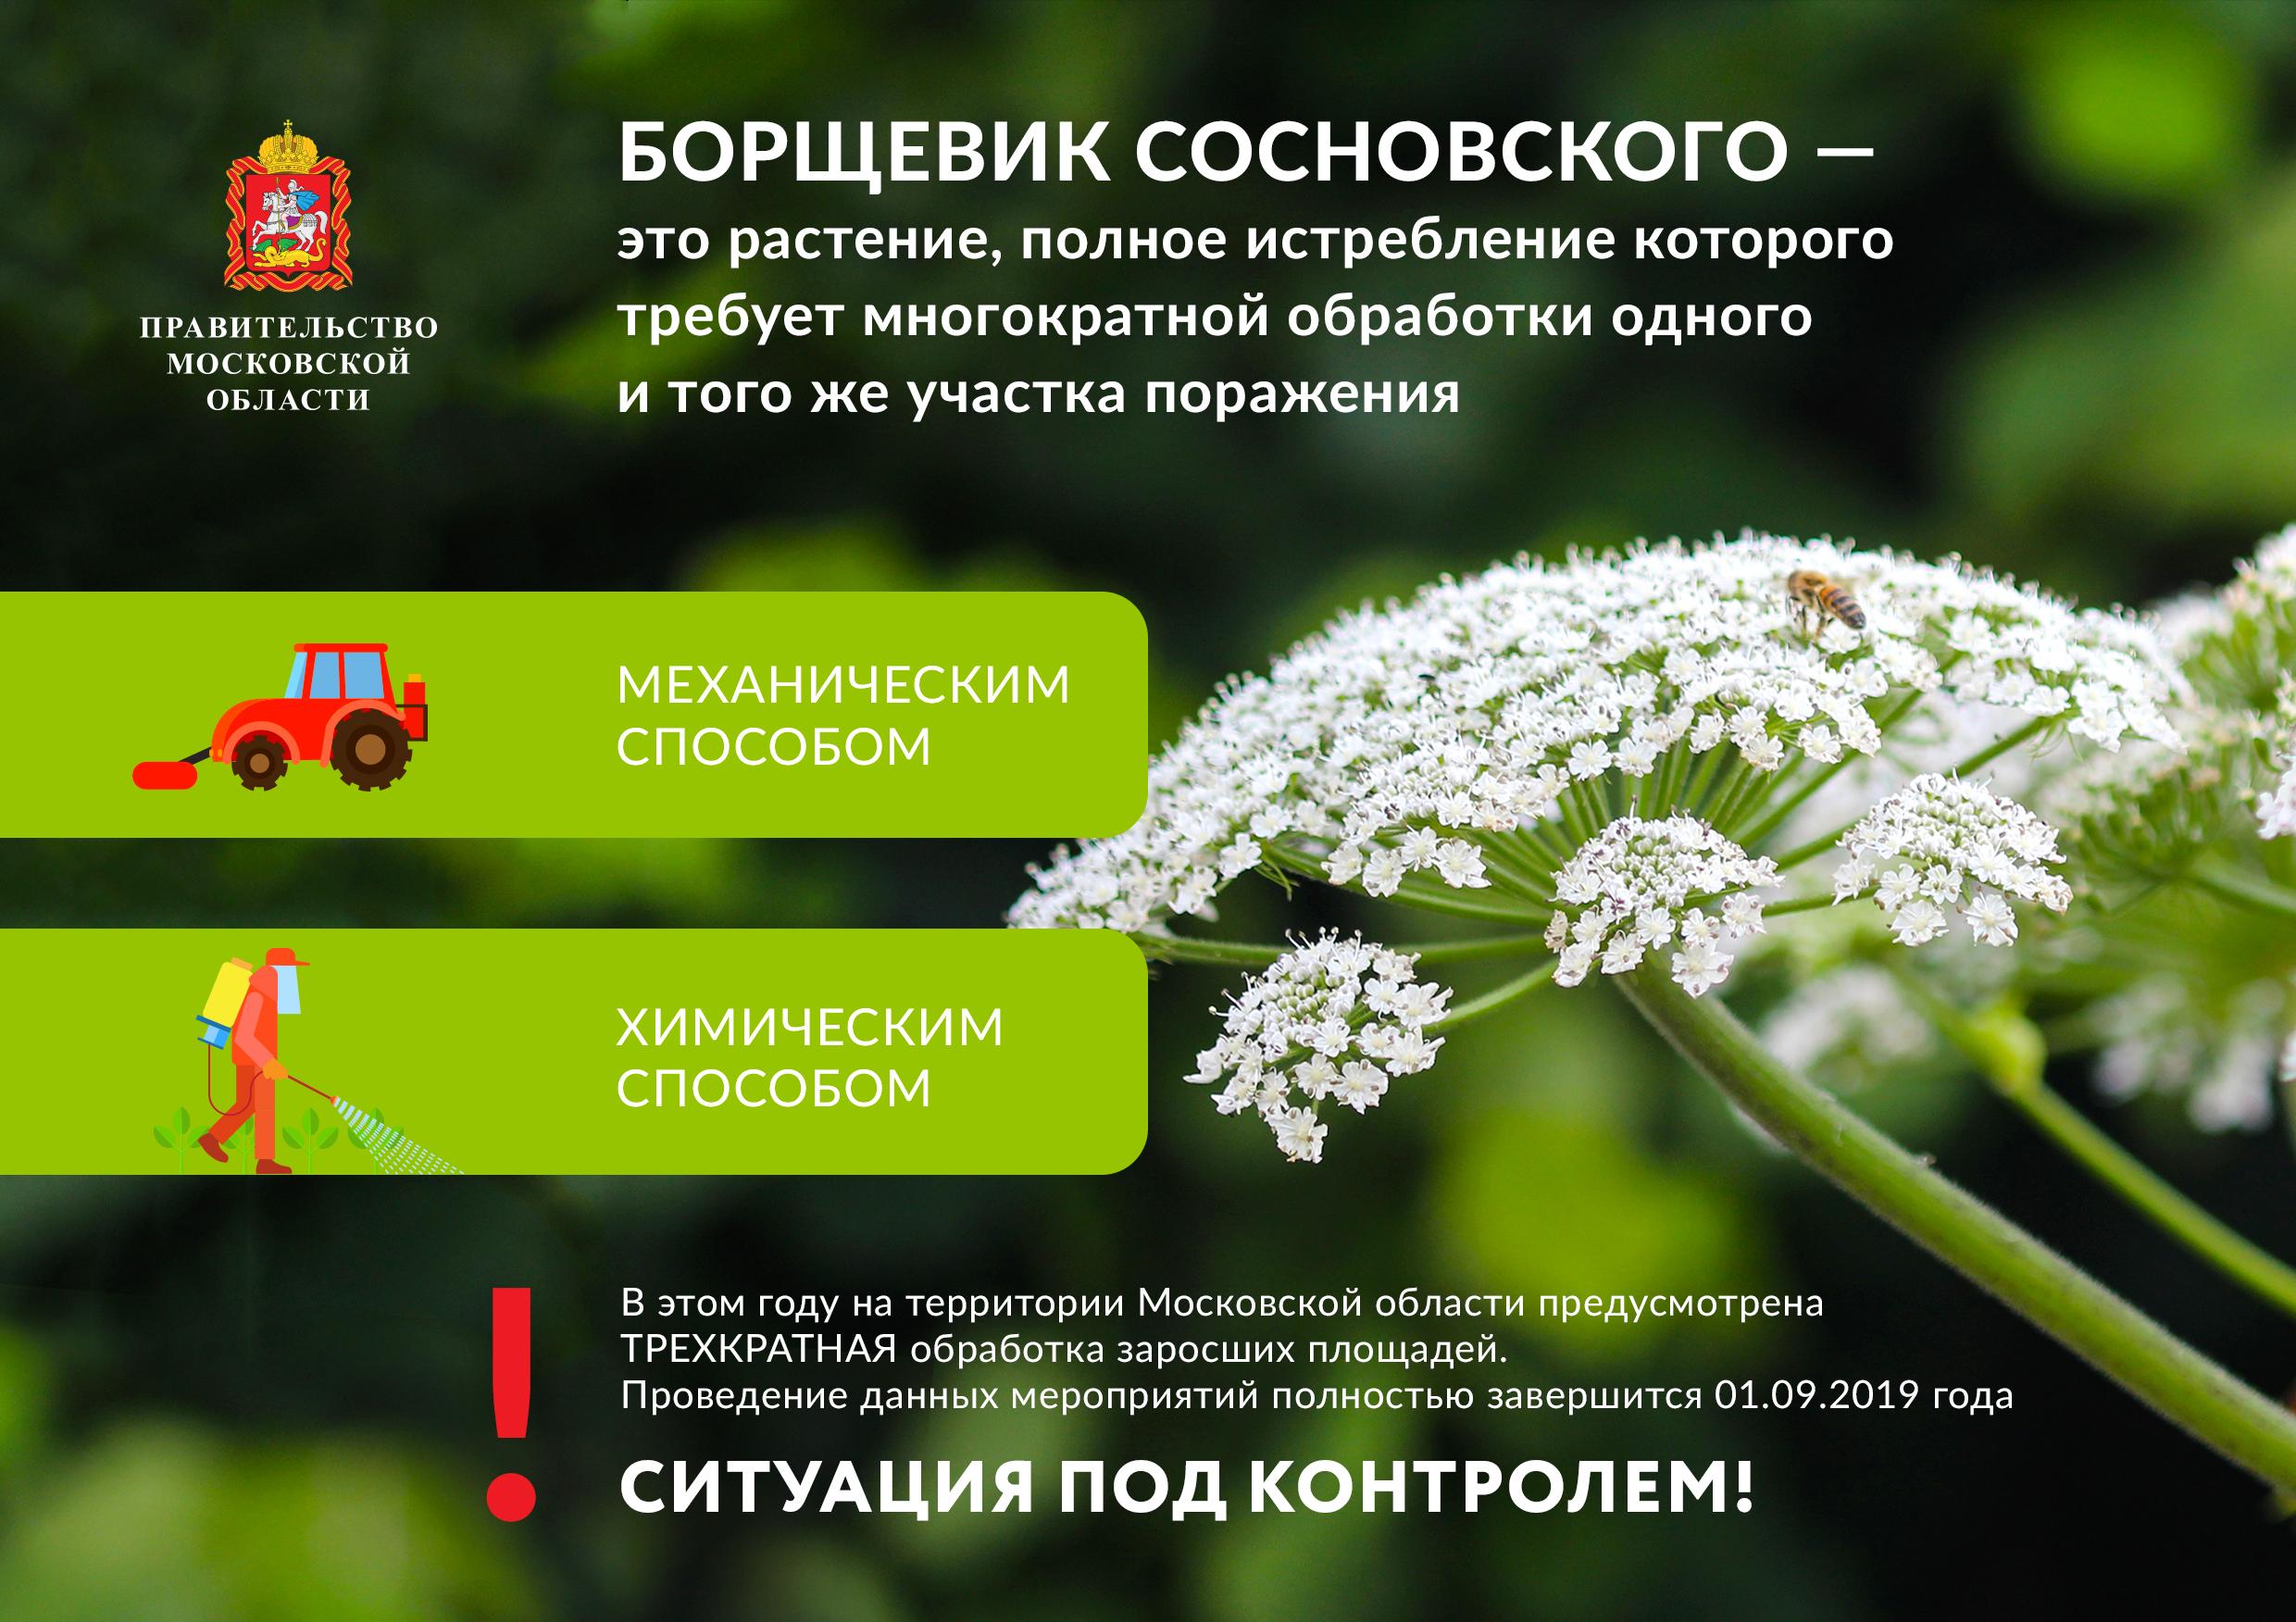 ПРАВИТЕЛЬСТВО
МОСКОВСКОЙ
ОБЛАСТИ
БОРЩЕВИК СОСНОВСКОГО —
это растение, полное истребление которого
требует многократной обработки одного
и того же участка поражения
МЕХАНИЧЕСКИМ
СПОСОБОМ
ХИМИЧЕСКИМ
СПОСОБОМ
В этом году на территории Московской области предусмотрена
ТРЕХКРАТНАЯ обработка заросших площадей.
Проведение данных мероприятий полностью завершится 01.09.2019 года
СИТУАЦИЯ ПОД КОНТРОЛЕМ!